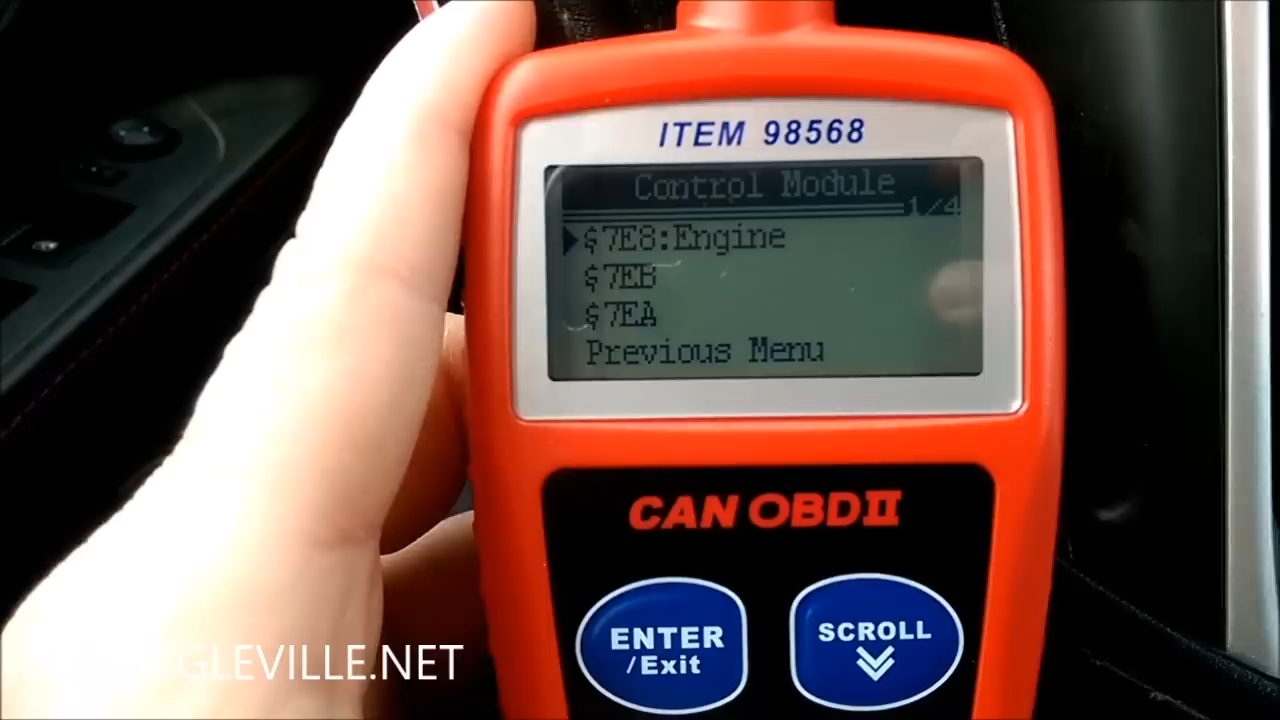 ITEM 98568
Control Module
1/4
$7E8:Engine
$7EB
$7EA
Previous Menu
CAN OBDII
ENTER
/Exit
SCROLL
GLEVILLE.NET